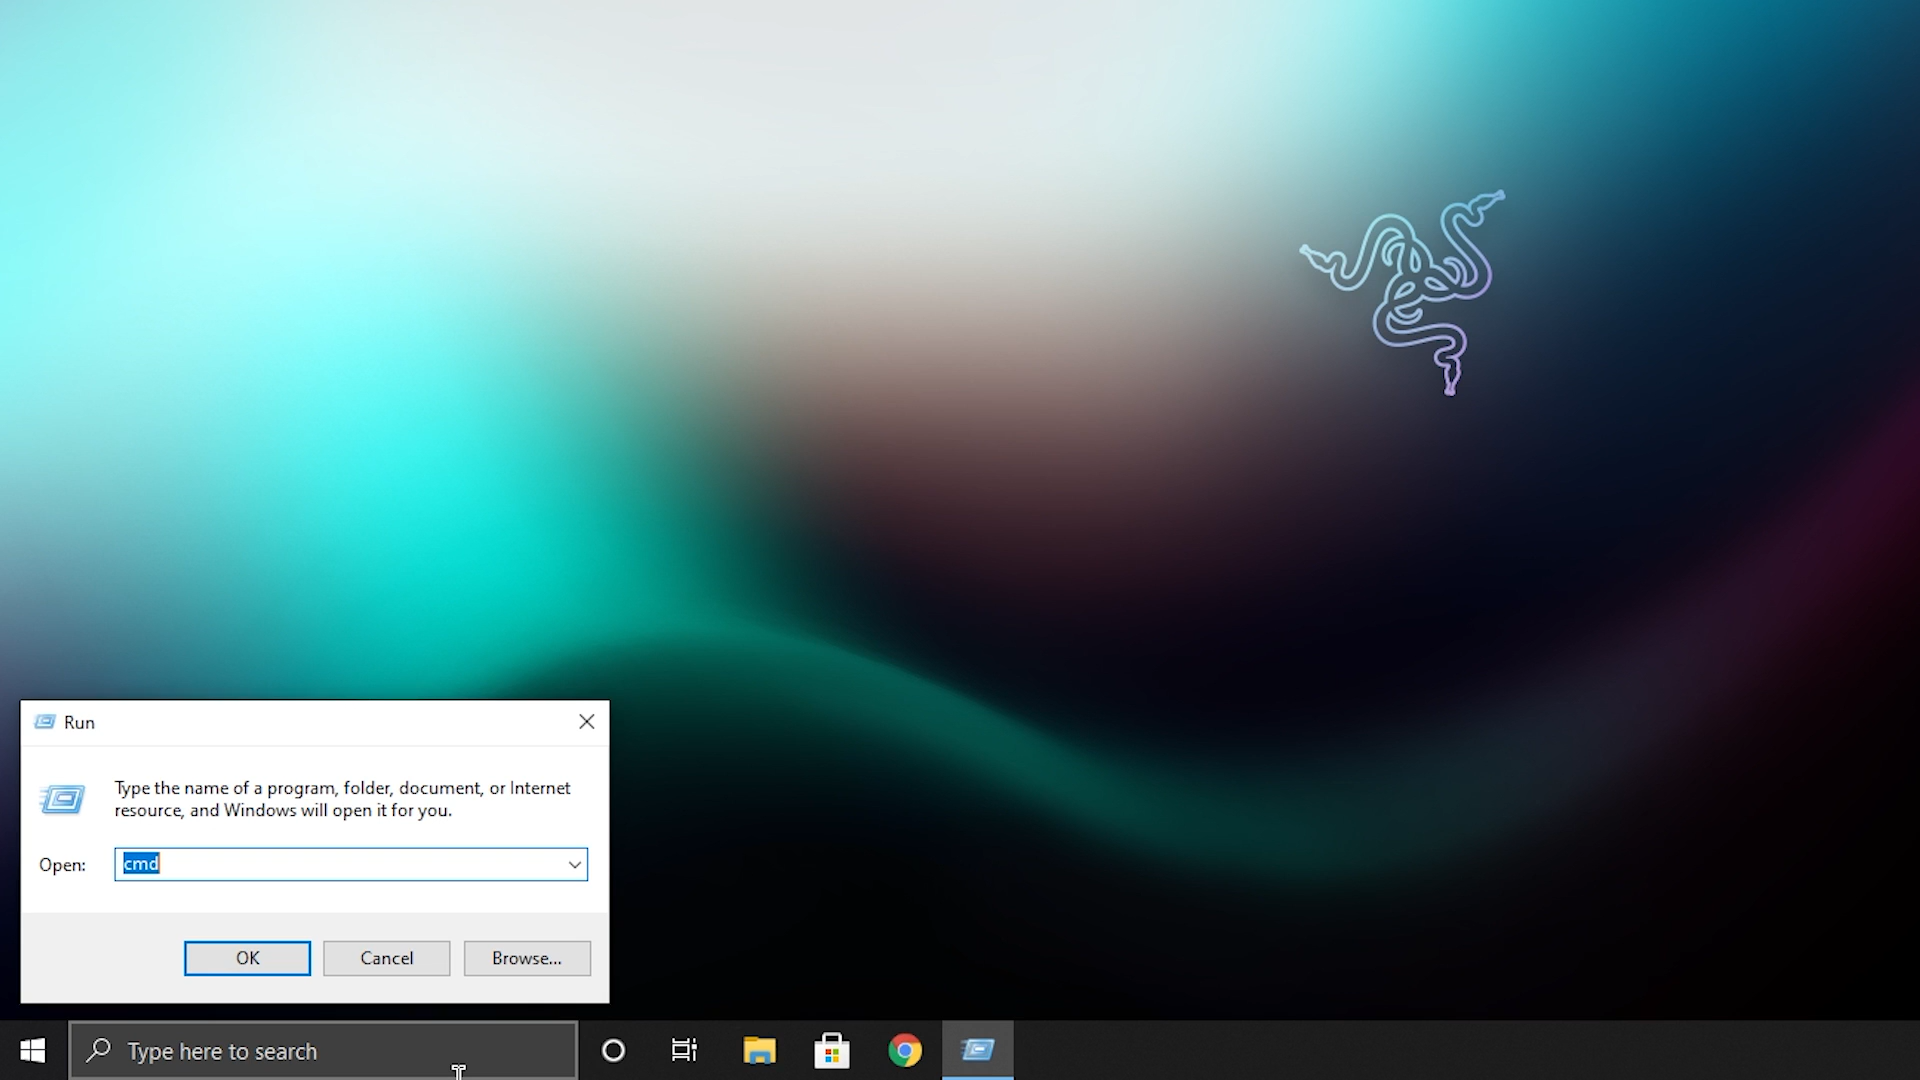 Run
Type the name of a program, folder, document, or Internet
resource, and Windows will open it for you.
Open:
cmd
OK
Cancel
Browse...
Type here to search